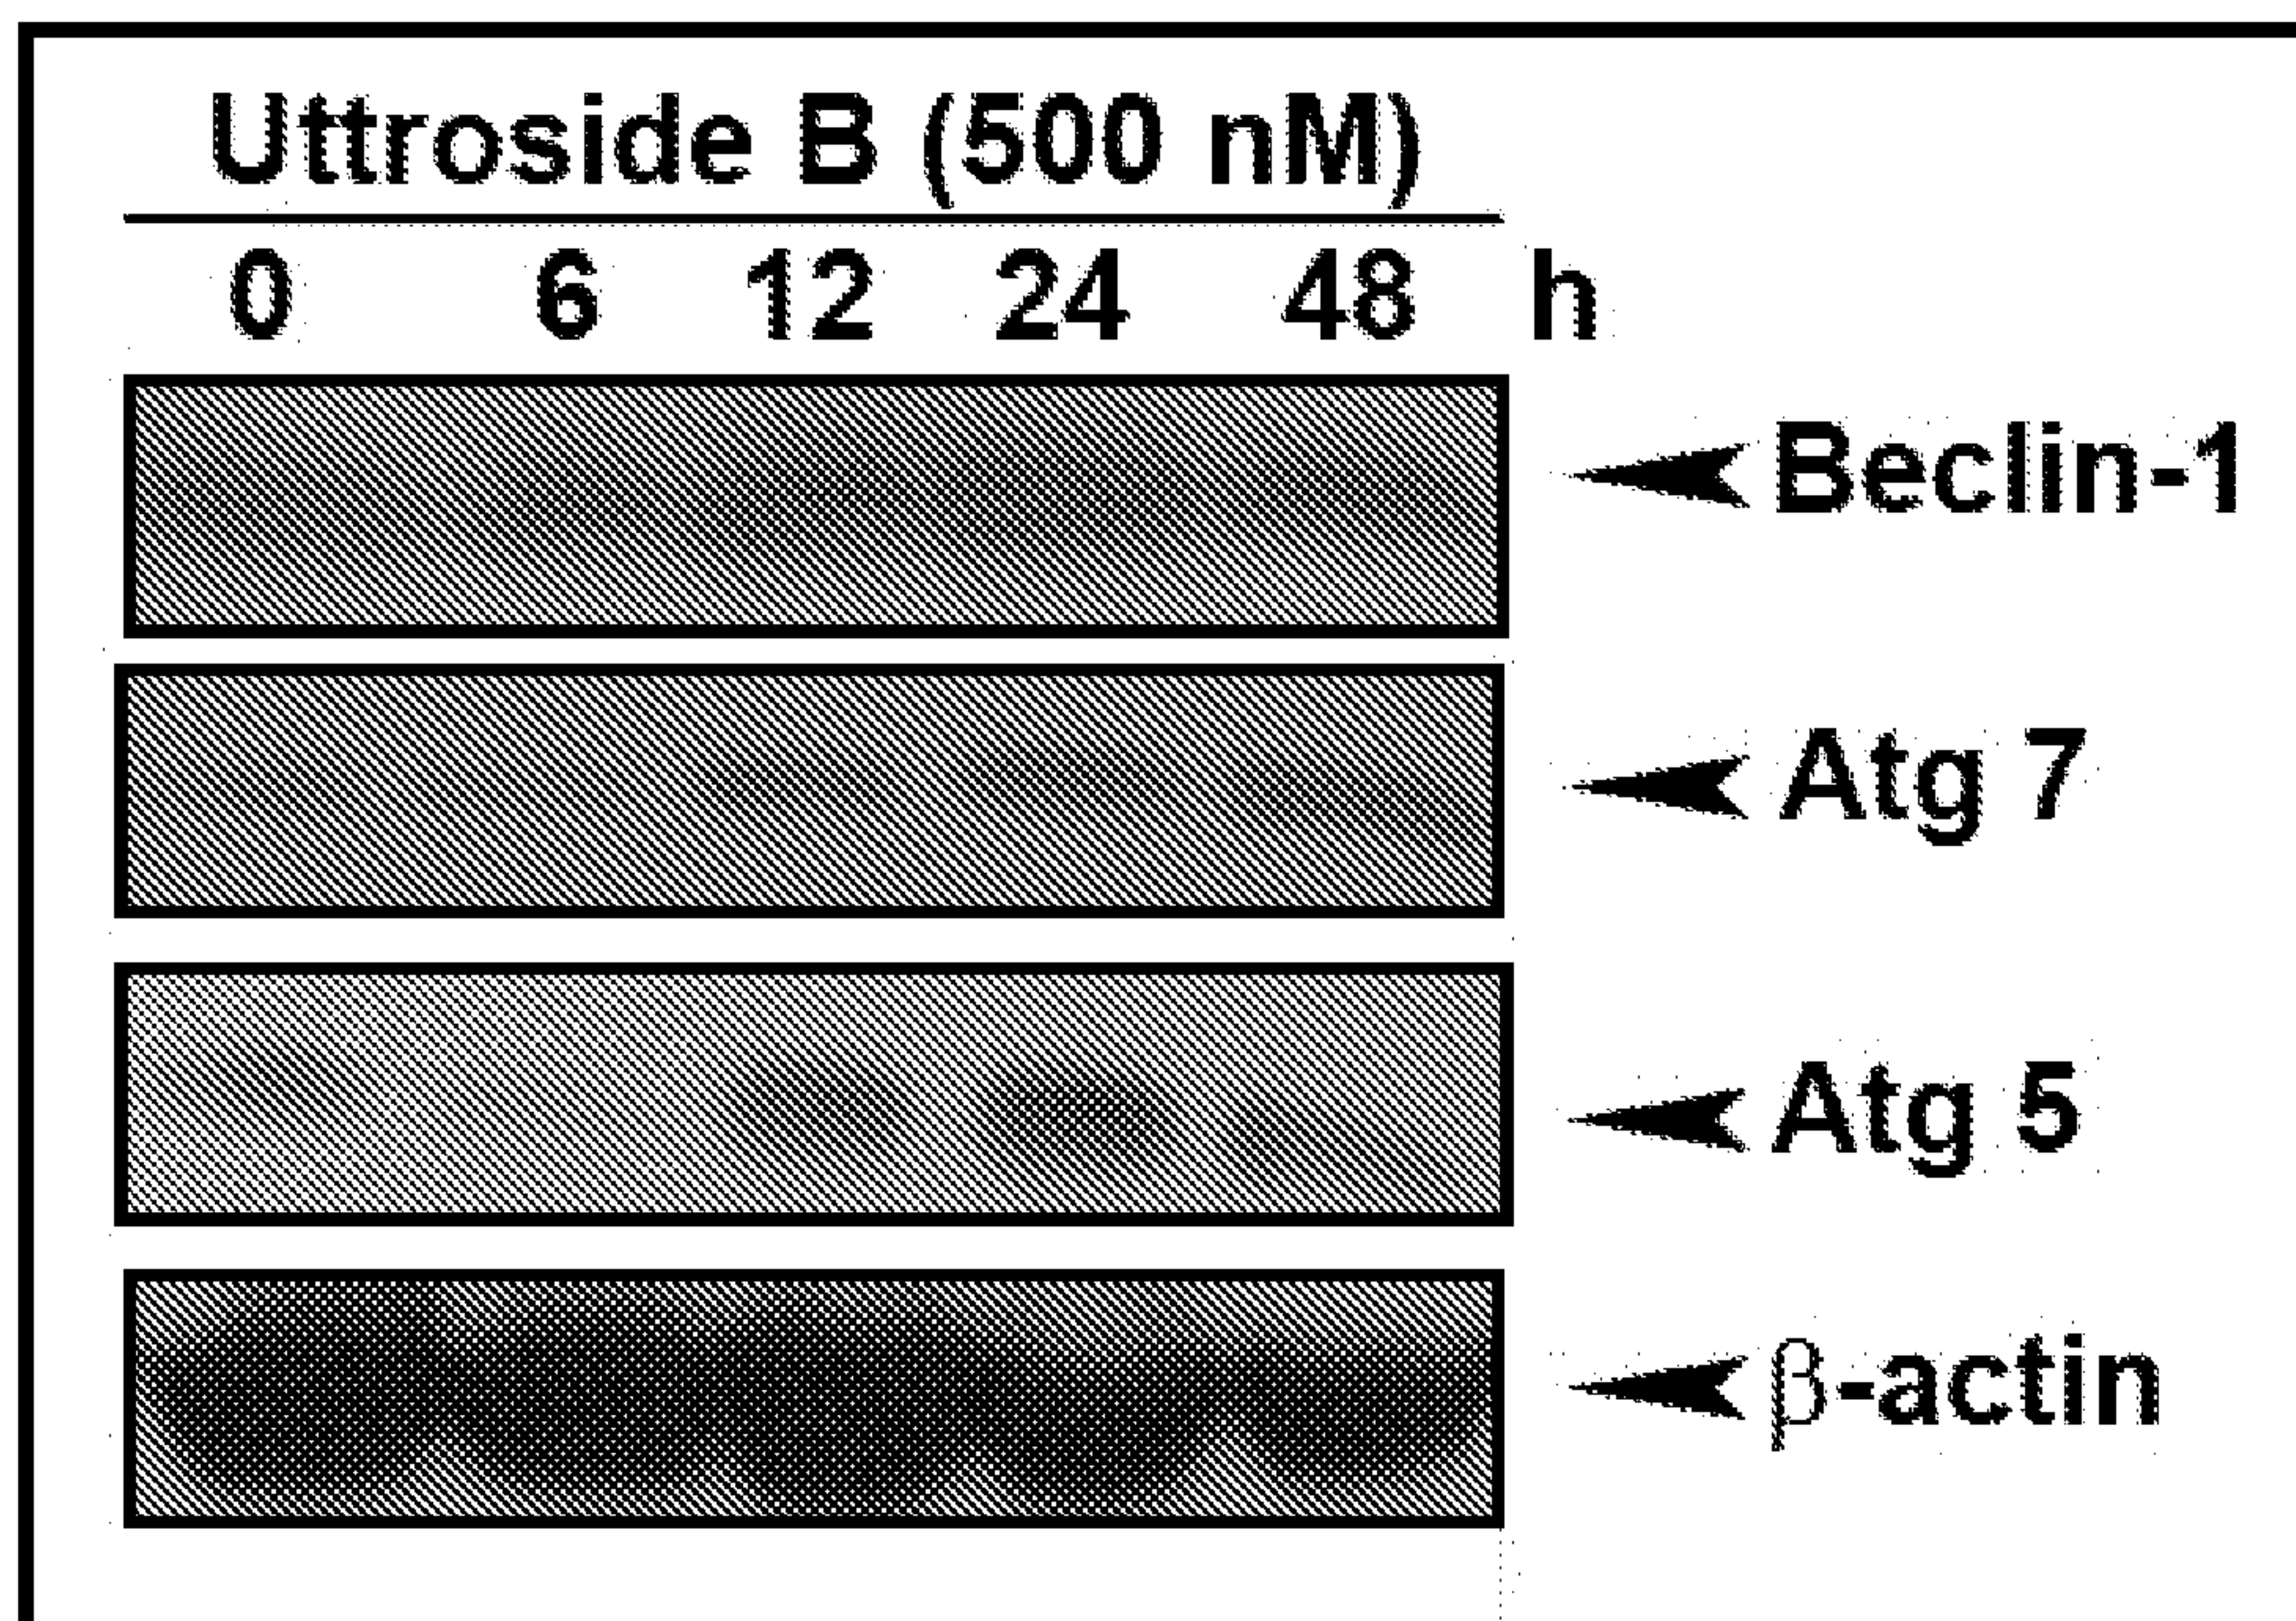 Uttroside B (500 nM)
0 6 12 24 48 h
Beclin-1
Atg 7
Atg 5
β-actin